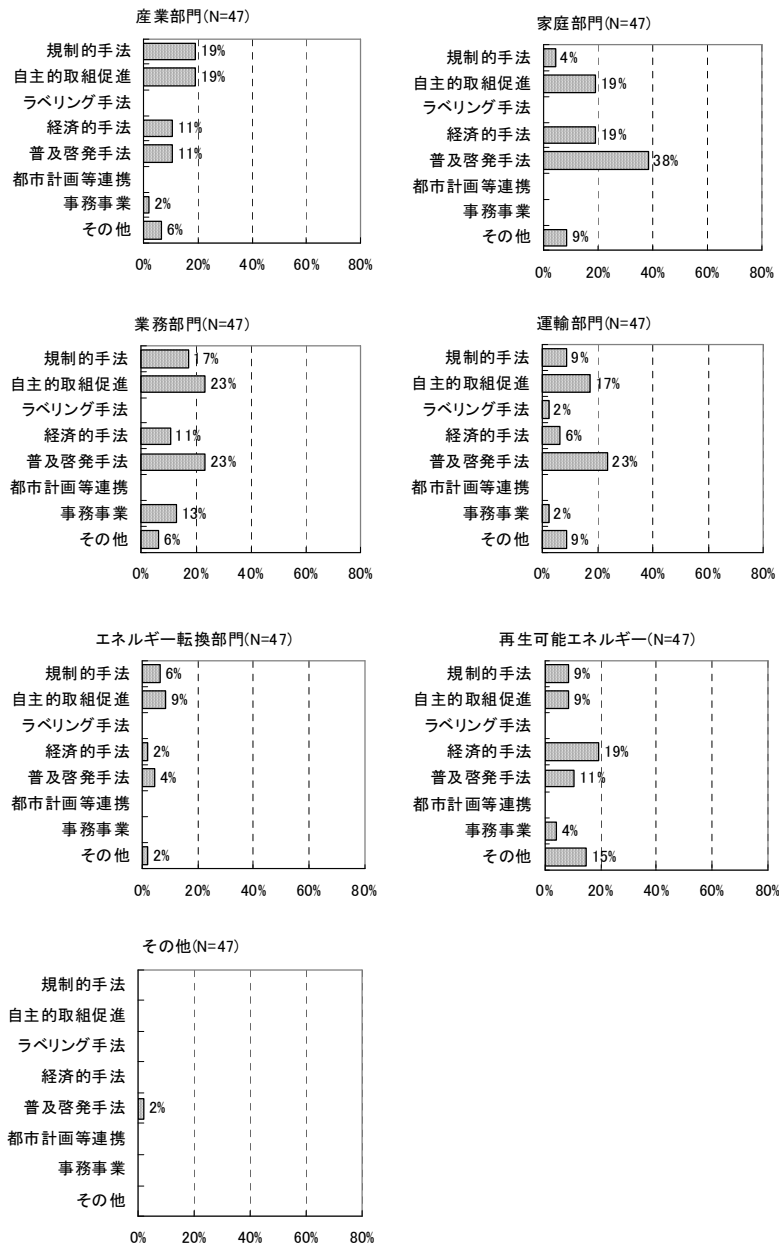 産業部門(N=47)
規制的手法 19%
自主的取組促進 19%
ラベリング手法
経済的手法 11%
普及啓発手法 11%
都市計画等連携
事務事業 2%
その他 6%
0% 20% 40% 60% 80%
家庭部門(N=47)
規制的手法 4%
自主的取組促進 19%
ラベリング手法
経済的手法 19%
普及啓発手法 38%
都市計画等連携
事務事業
その他 9%
0% 20% 40% 60% 80%
業務部門(N=47)
規制的手法 17%
自主的取組促進 23%
ラベリング手法
経済的手法 11%
普及啓発手法 23%
都市計画等連携
事務事業 13%
その他 6%
0% 20% 40% 60% 80%
運輸部門(N=47)
規制的手法 9%
自主的取組促進 17%
ラベリング手法 2%
経済的手法 6%
普及啓発手法 23%
都市計画等連携
事務事業 2%
その他 9%
0% 20% 40% 60% 80%
エネルギー転換部門(N=47)
規制的手法 6%
自主的取組促進 9%
ラベリング手法
経済的手法 2%
普及啓発手法 4%
都市計画等連携
事務事業
その他 2%
0% 20% 40% 60% 80%
再生可能エネルギー(N=47)
規制的手法 9%
自主的取組促進 9%
ラベリング手法
経済的手法 19%
普及啓発手法 11%
都市計画等連携
事務事業 4%
その他 15%
0% 20% 40% 60% 80%
その他(N=47)
規制的手法
自主的取組促進
ラベリング手法
経済的手法
普及啓発手法 2%
都市計画等連携
事務事業
その他
0% 20% 40% 60% 80%